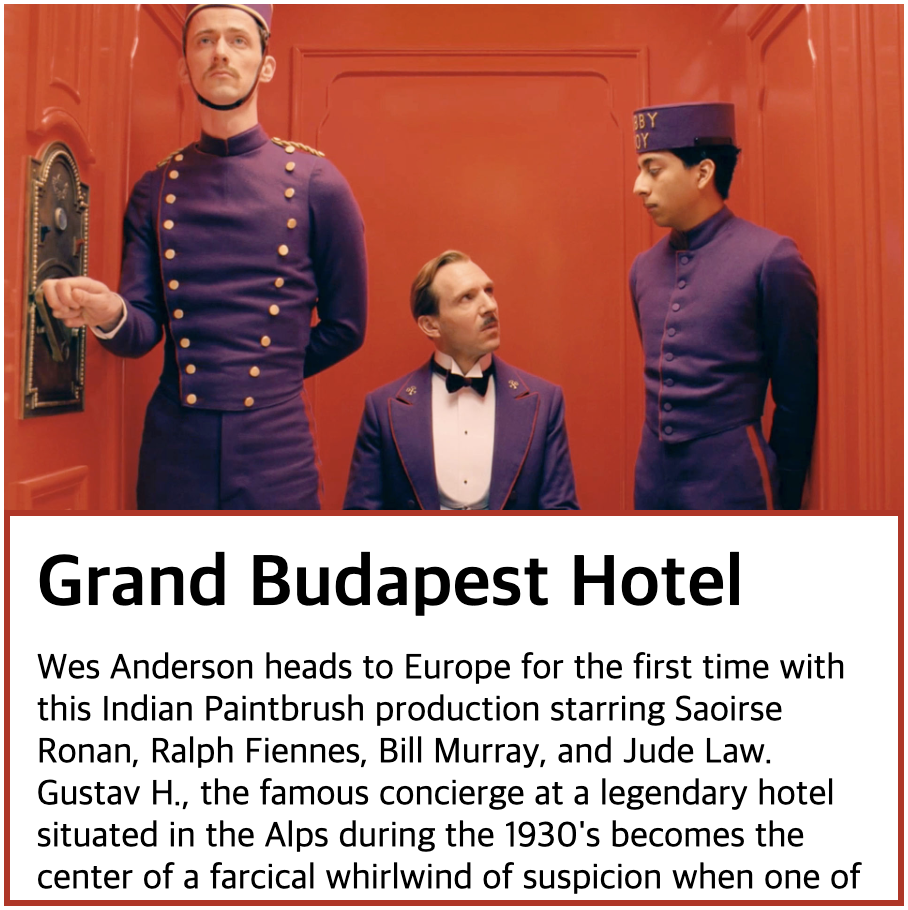 BBY
OY
Grand Budapest Hotel
Wes Anderson heads to Europe for the first time with
this Indian Paintbrush production starring Saoirse
Ronan, Ralph Fiennes, Bill Murray, and Jude Law.
Gustav H., the famous concierge at a legendary hotel
situated in the Alps during the 1930's becomes the
center of a farcical whirlwind of suspicion when one of